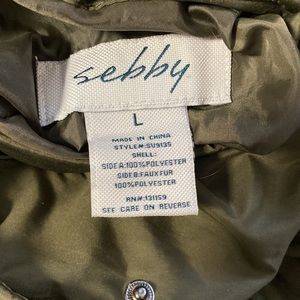 sebby
L
MADE IN CHINA
STYLE#:SU9135
SHELL:
SIDE A:100%POLYESTER
SIDE B:FAUX FUR
100%POLYESTER
RN#:131159
SEE CARE ON REVERSE